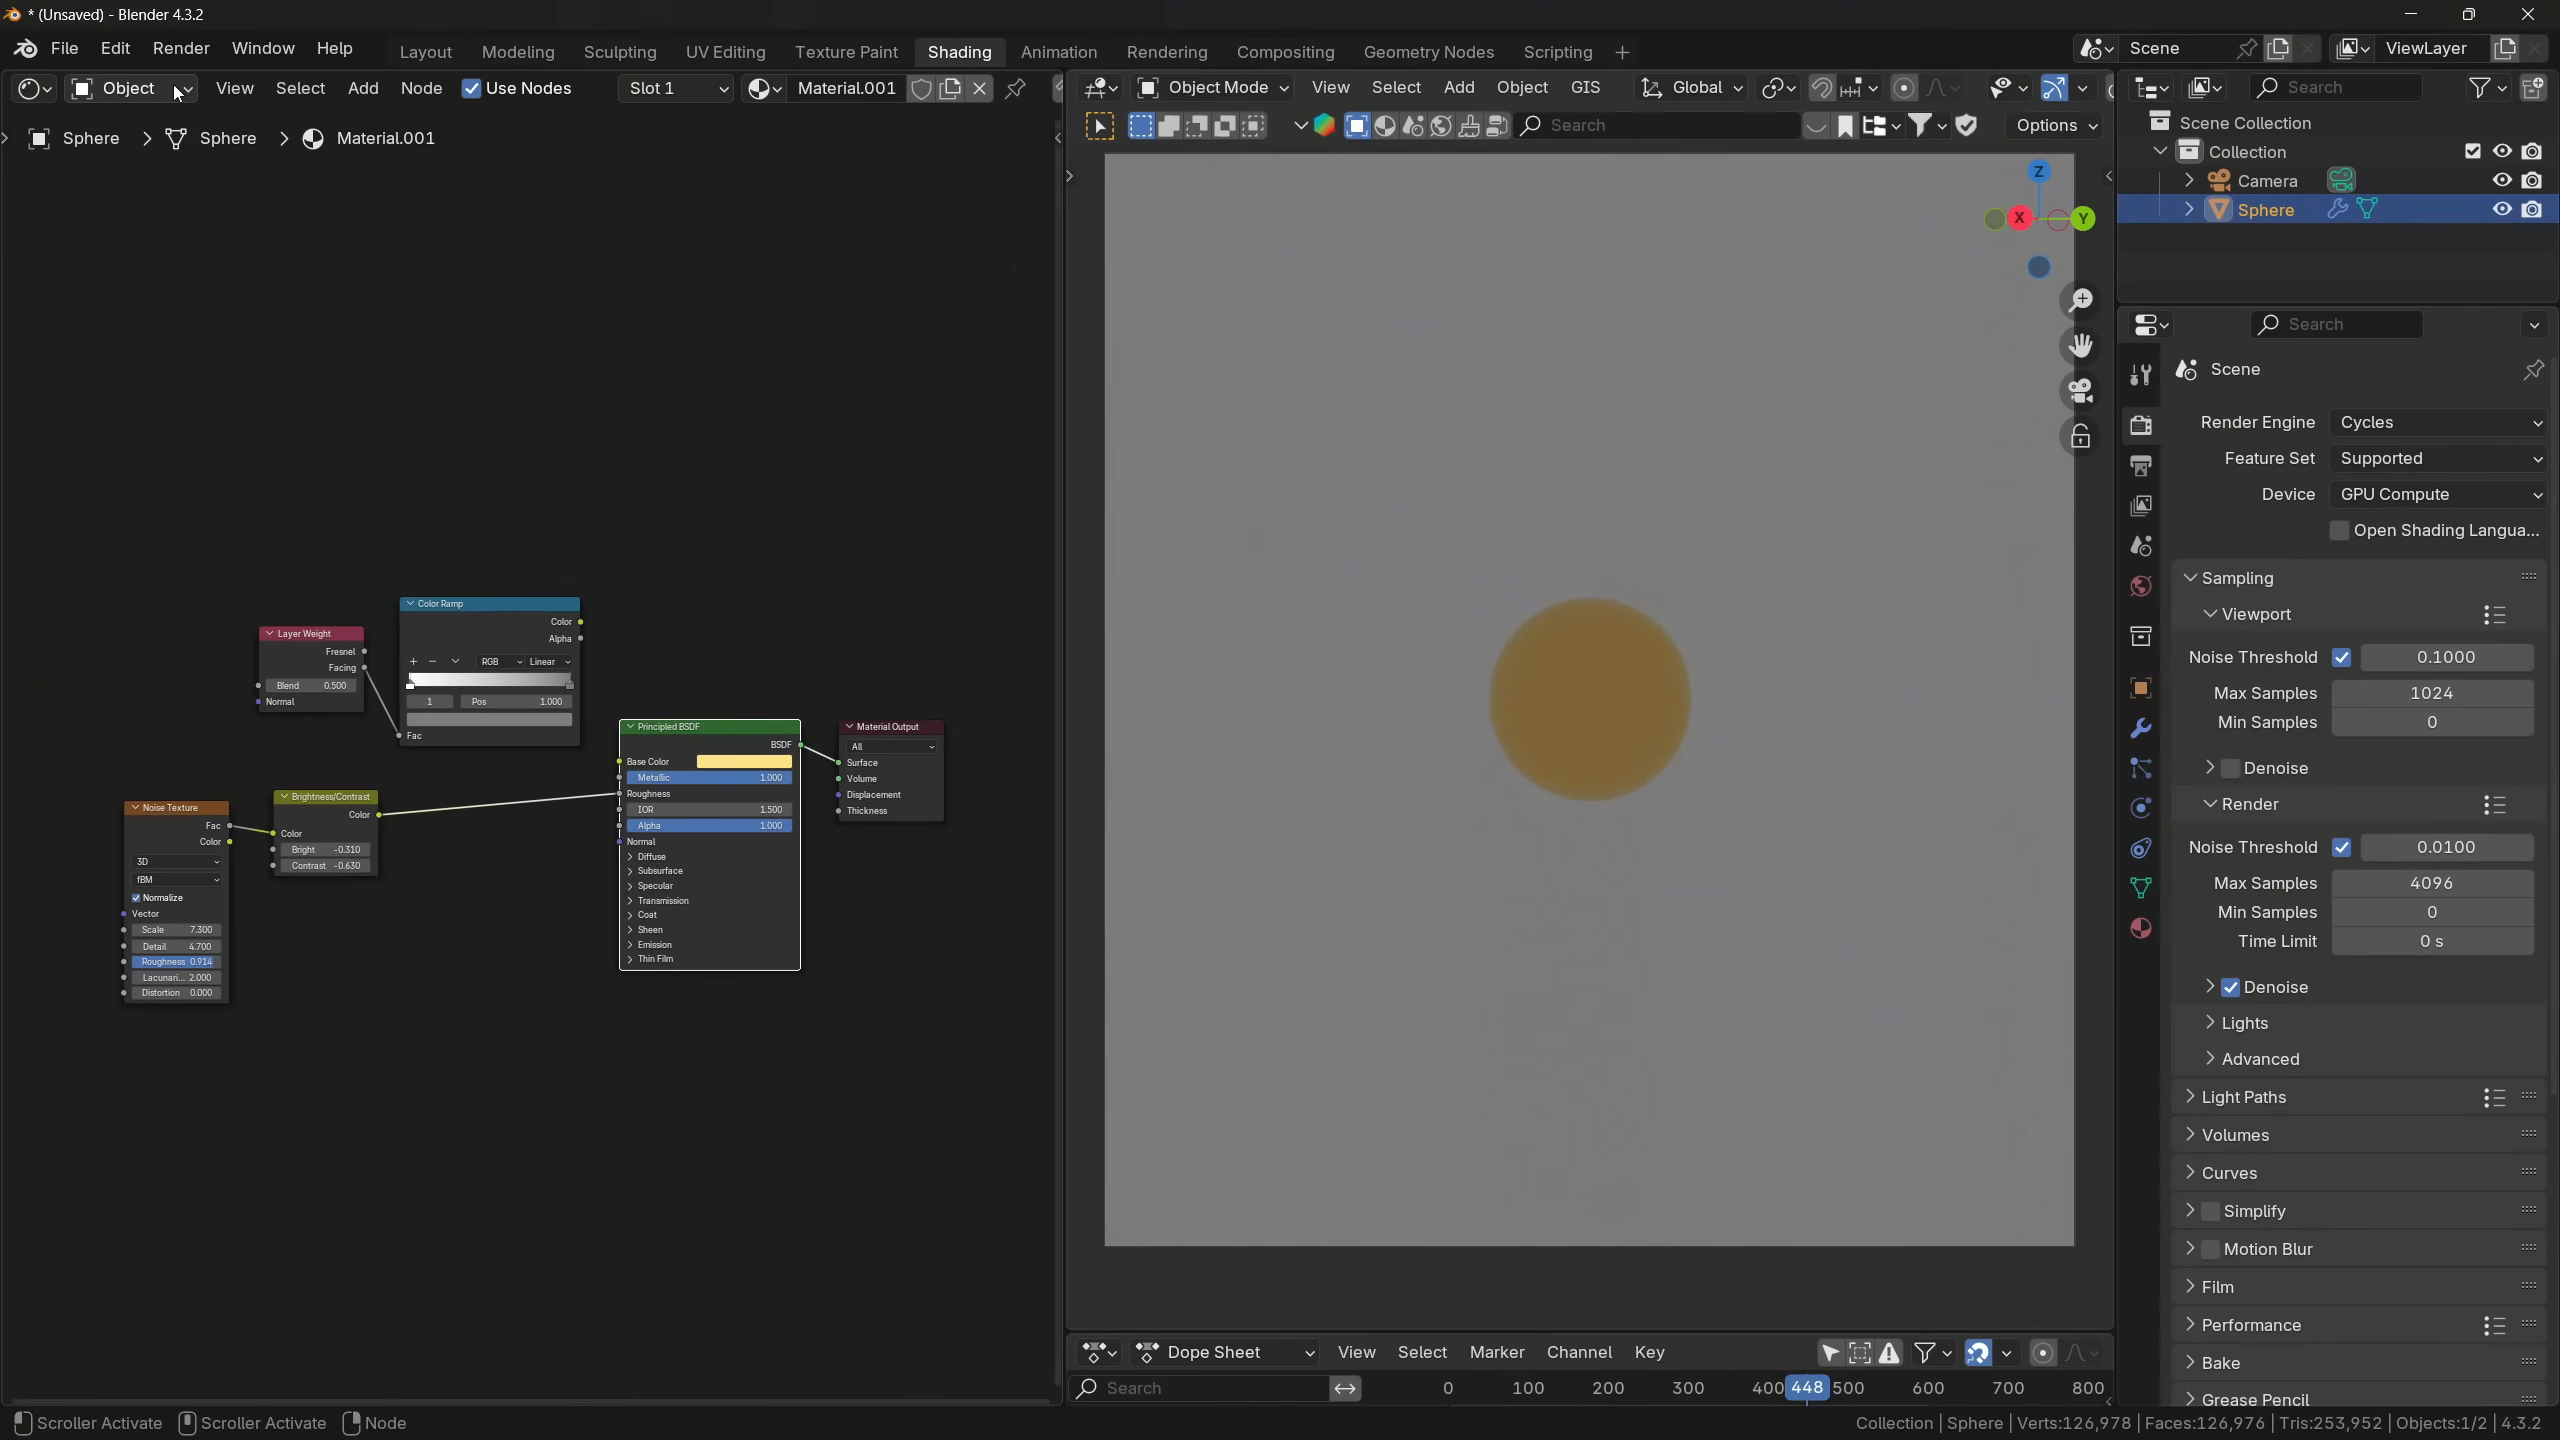 * (Unsaved) - Blender 4.3.2
File Edit Render Window Help Layout Modeling Sculpting UV Editing Texture Paint Shading Animation Rendering Compositing Geometry Nodes Scripting + Scene ViewLayer
Object View Select Add Node Use Nodes Slot 1 Material.001
Sphere > Sphere > Material.001
Object Mode View Select Add Object GIS Global
Search Options
Z
X Y
Color Ramp
Color
Alpha
RGB Linear
1 Pos 1.000
Fac
Layer Weight
Fresnel
Facing
Blend 0.500
Normal
Noise Texture
Fac
Color
3D
fBM
Normalize
Vector
Scale 7.300
Detail 4.700
Roughness 0.914
Lacunari... 2.000
Distortion 0.000
Brightness/Contrast
Color
Color
Bright -0.310
Contrast -0.630
Principled BSDF
BSDF
Base Color
Metallic 1.000
Roughness
IOR 1.500
Alpha 1.000
Normal
Diffuse
Subsurface
Specular
Transmission
Coat
Sheen
Emission
Thin Film
Material Output
All
Surface
Volume
Displacement
Thickness
Search
Scene Collection
Collection
Camera
Sphere
Search
Scene
Render Engine Cycles
Feature Set Supported
Device GPU Compute
Open Shading Langua...
Sampling
Viewport
Noise Threshold 0.1000
Max Samples 1024
Min Samples 0
Denoise
Render
Noise Threshold 0.0100
Max Samples 4096
Min Samples 0
Time Limit 0 s
Denoise
Lights
Advanced
Light Paths
Volumes
Curves
Simplify
Motion Blur
Film
Performance
Bake
Grease Pencil
Dope Sheet View Select Marker Channel Key
Search 0 100 200 300 400 448 500 600 700 800
Scroller Activate Scroller Activate Node
Collection | Sphere | Verts:126,978 | Faces:126,976 | Tris:253,952 | Objects:1/2 | 4.3.2